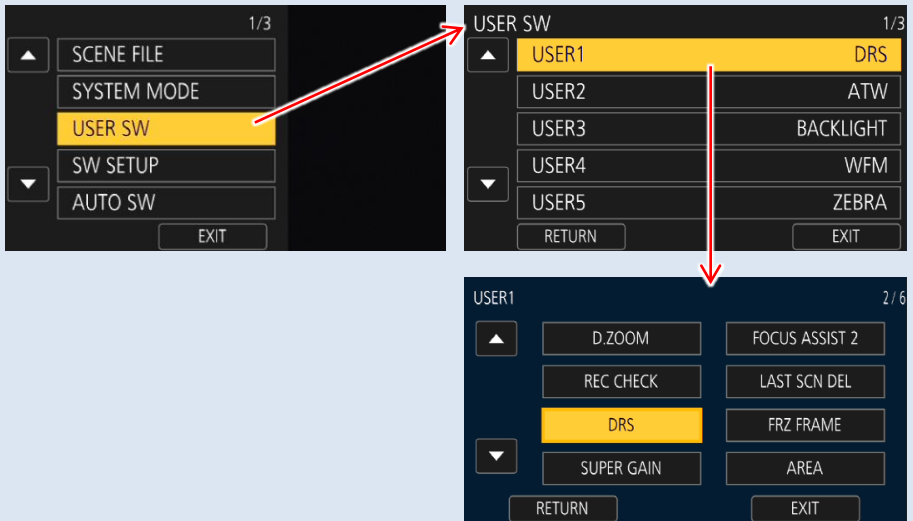 1/3
SCENE FILE
SYSTEM MODE
USER SW
SW SETUP
AUTO SW
EXIT
USER SW 1/3
USER1 DRS
USER2 ATW
USER3 BACKLIGHT
USER4 WFM
USER5 ZEBRA
RETURN EXIT
USER1 2/6
D.ZOOM FOCUS ASSIST 2
REC CHECK LAST SCN DEL
DRS FRZ FRAME
SUPER GAIN AREA
RETURN EXIT